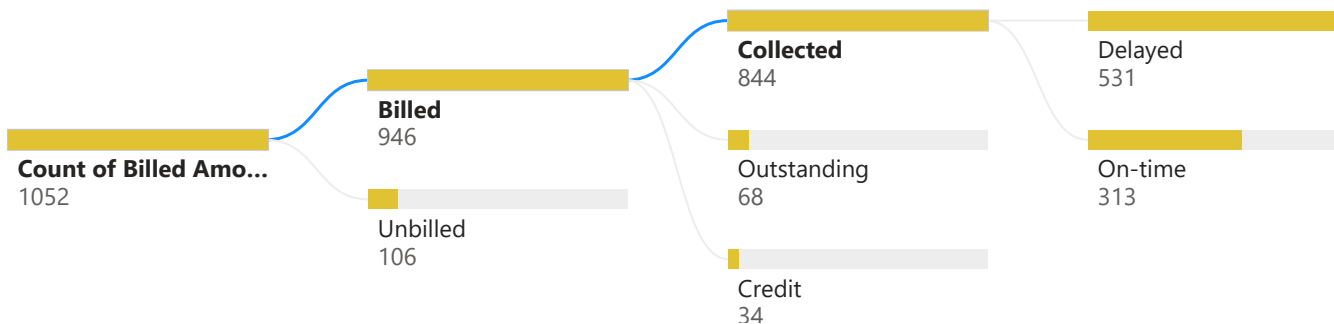 Count of Billed Amo...
1052
Billed
946
Unbilled
106
Collected
844
Outstanding
68
Credit
34
Delayed
531
On-time
313